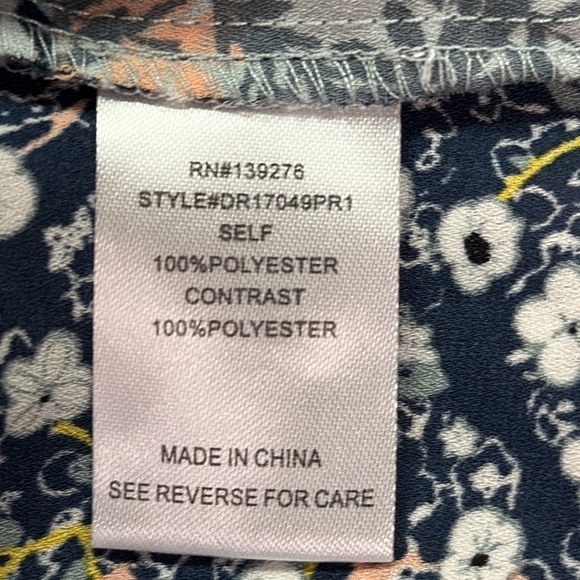 RN#139276
STYLE#DR17049PR1
SELF
100%POLYESTER
CONTRAST
100%POLYESTER
MADE IN CHINA
SEE REVERSE FOR CARE